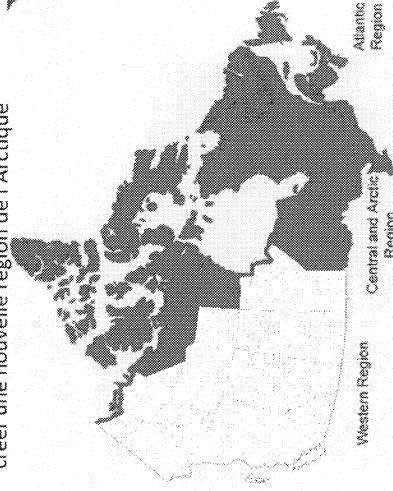 créer une nouvelle région de l'Arctique
Western Region
Central and Arctic
Region
Atlantic
Region